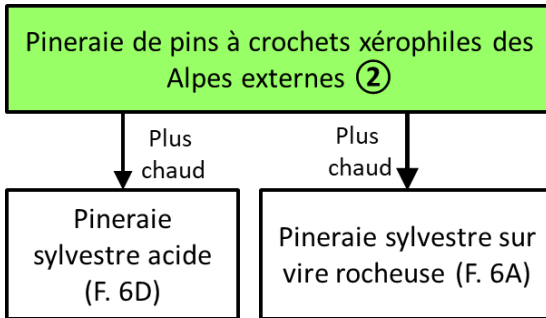 Pineraie de pins à crochets xérophiles des
Alpes externes ②
Plus
chaud
Plus
chaud
Pineraie
sylvestre acide
(F. 6D)
Pineraie sylvestre sur
vire rocheuse (F. 6A)